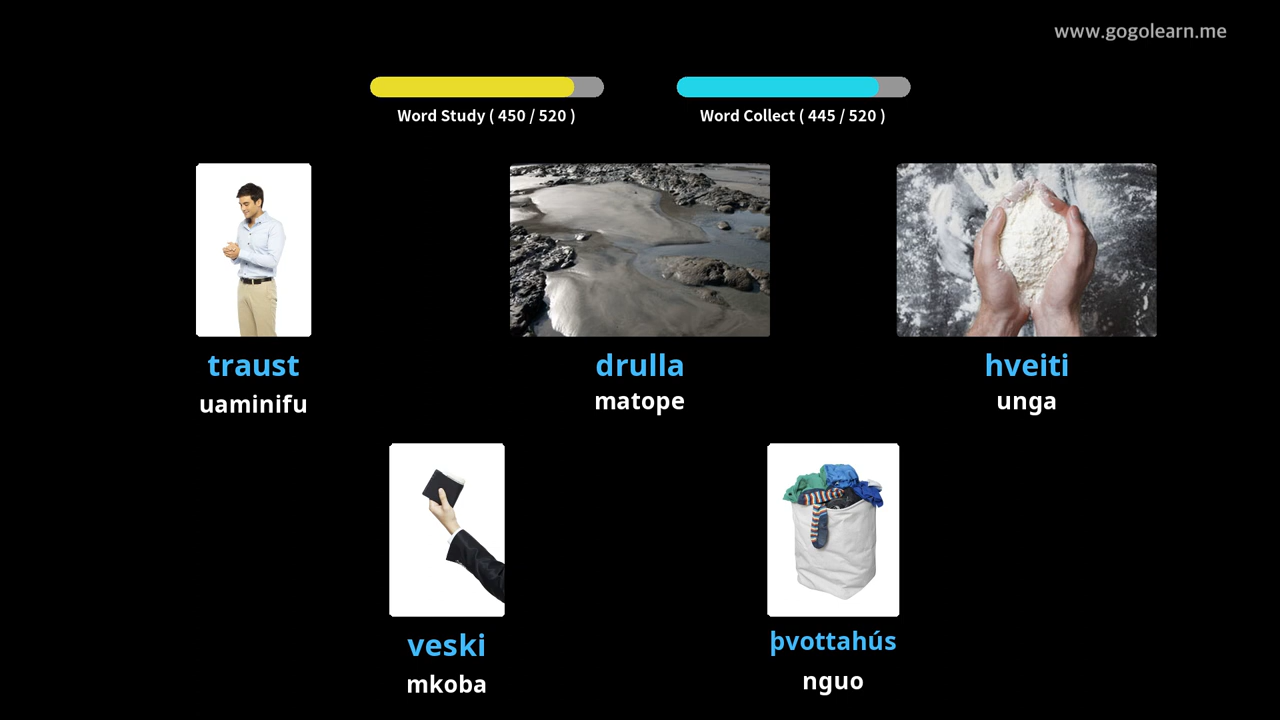 www.gogolearn.me
Word Study ( 450 / 520 )
Word Collect ( 445 / 520 )
traust
uaminifu
drulla
matope
hveiti
unga
veski
mkoba
þvottahús
nguo